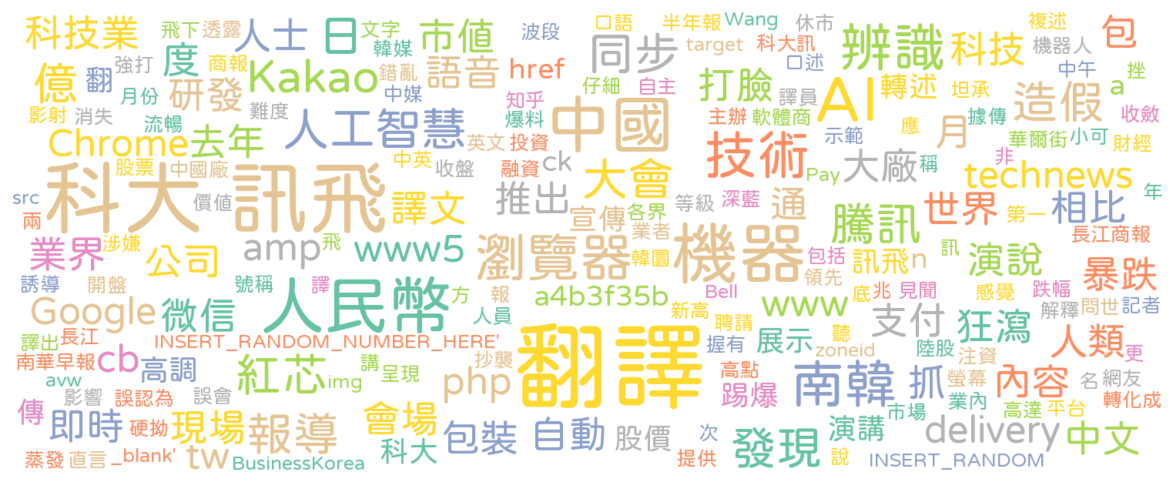 科技業 飛下 透露 人士 日 文字 市值 波段 口語 半年報 Wang 休市 複述
強打 商報 度 韓媒 語音 同步 target 科大訊 辨識 科技 機器人 包
億 翻 研發 Kakao 錯亂 href 仔細 自主 口述 打臉 AI 轉述 坦承 中午 挫
月份 中媒 知乎 譯員 造假 a
影射 消失 流暢 難度 人工智慧 爆料 中國 主辦 軟體商 示範 應 月 據傳 收斂
Chrome 去年 中英 英文 投資 技術 華爾街 小可 財經
股票 中國廠 收盤 融資 ck 大會 Pay 大廠 稱 非 technews
src 科大訊飛 價值 譯文 推出 各界 等級 深藍 通 世界 第一 相比 年
兩 宣傳 業者 騰訊 長江商報
業界 涉嫌 公司 amp 飛 www5 瀏覽器 韓圜 機器 包括 訊飛 n 訊 演說 暴跌
誘導 開盤 號稱 譯 人民幣 方 a4b3f35b Bell 領先 底 兆 見聞 感覺 跌幅
Google 微信 報 人員 新高 www 支付 解釋 問世 記者
譯出 長江 INSERT_RANDOM_NUMBER_HERE' 翻譯 聘請 握有 展示 聽 狂瀉 人類 更
南華早報 cb 高調 紅芯 講 抄襲 zoneid 陸股 注資
avw img 呈現 php 高點 南韓 抓 螢幕 內容 名 網友
影響 誤認為 誤會 踢爆 市場 業內 高達 平台 轉化成
傳 即時 硬拗 現場 報導 會場 包裝 自動 股價 次 發現 演講 delivery 中文
蒸發 直言 _blank' tw BusinessKorea 科大 提供 說 INSERT_RANDOM